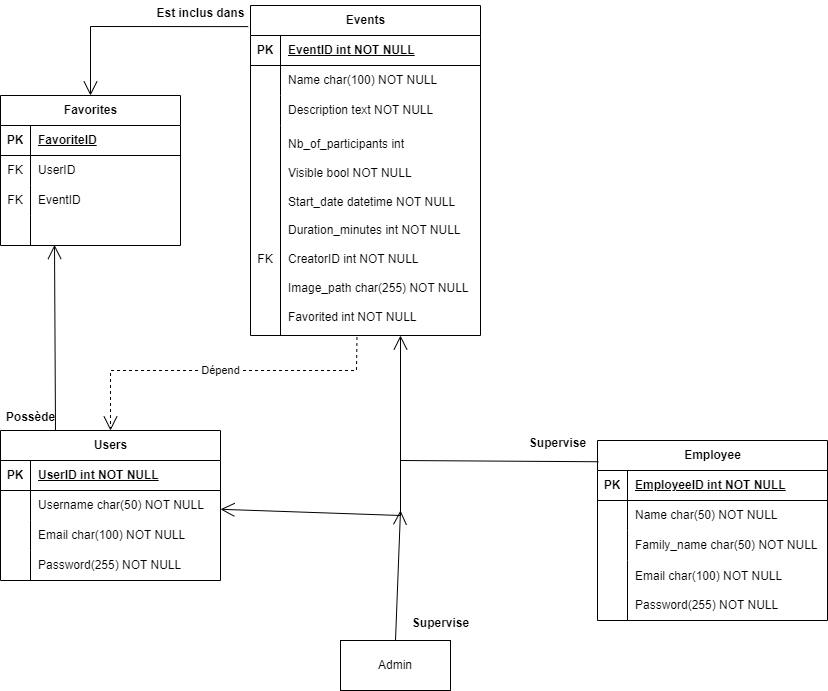 Est inclus dans
Events
PK EventID int NOT NULL
Name char(100) NOT NULL
Description text NOT NULL
Nb_of_participants int
Visible bool NOT NULL
Start_date datetime NOT NULL
Duration_minutes int NOT NULL
FK CreatorID int NOT NULL
Image_path char(255) NOT NULL
Favorited int NOT NULL
Favorites
PK FavoriteID
FK UserID
FK EventID
Dépend
Possède
Users
PK UserID int NOT NULL
Username char(50) NOT NULL
Email char(100) NOT NULL
Password(255) NOT NULL
Supervise
Employee
PK EmployeeID int NOT NULL
Name char(50) NOT NULL
Family_name char(50) NOT NULL
Email char(100) NOT NULL
Password(255) NOT NULL
Supervise
Admin